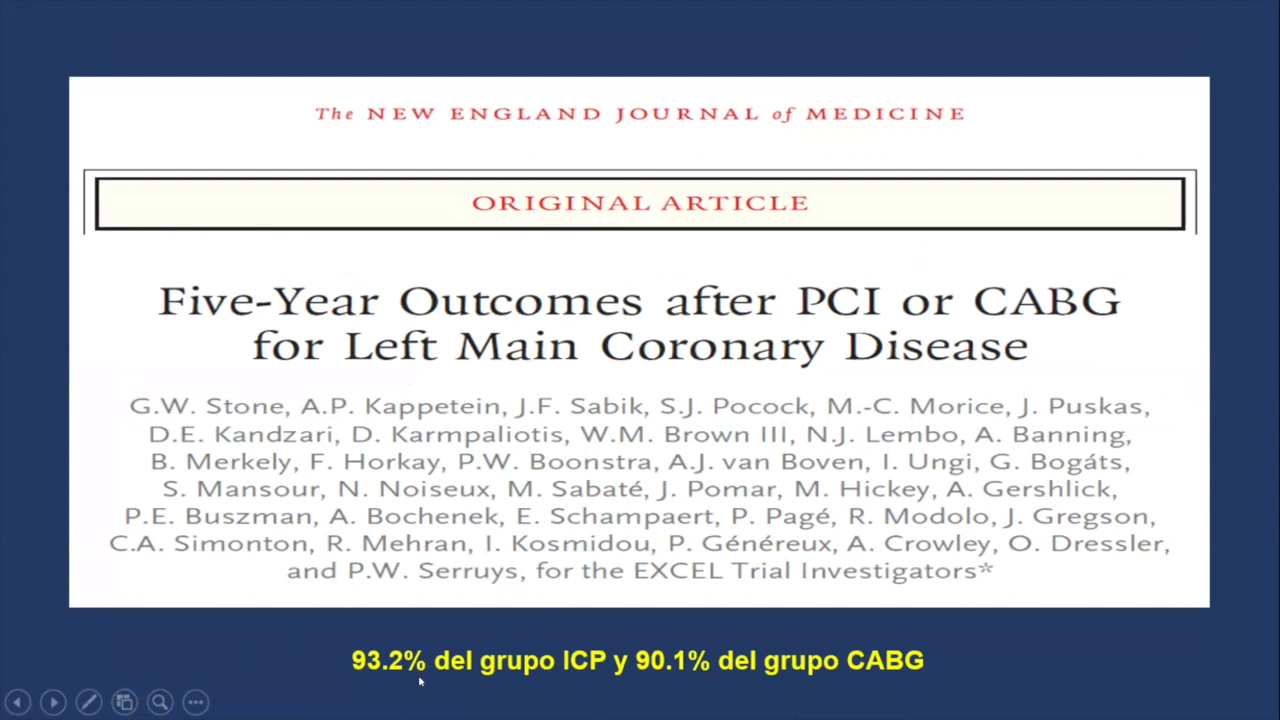 The NEW ENGLAND JOURNAL of MEDICINE
ORIGINAL ARTICLE
Five-Year Outcomes after PCI or CABG
for Left Main Coronary Disease
G.W. Stone, A.P. Kappetein, J.F. Sabik, S.J. Pocock, M.-C. Morice, J. Puskas,
D.E. Kandzari, D. Karmpaliotis, W.M. Brown III, N.J. Lembo, A. Banning,
B. Merkely, F. Horkay, P.W. Boonstra, A.J. van Boven, I. Ungi, G. Bogáts,
S. Mansour, N. Noiseux, M. Sabaté, J. Pomar, M. Hickey, A. Gershlick,
P.E. Buszman, A. Bochenek, E. Schampaert, P. Pagé, R. Modolo, J. Gregson,
C.A. Simonton, R. Mehran, I. Kosmidou, P. Généreux, A. Crowley, O. Dressler,
and P.W. Serruys, for the EXCEL Trial Investigators*
93.2% del grupo ICP y 90.1% del grupo CABG